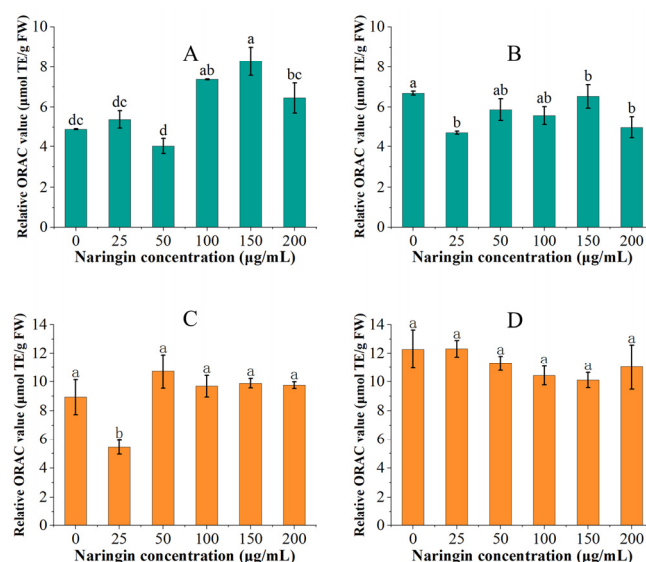 A
Relative ORAC value (μmol TE/g FW)
10
8
6
4
2
0
dc
dc
d
ab
a
bc
0 25 50 100 150 200
Naringin concentration (μg/mL)
B
Relative ORAC value (μmol TE/g FW)
10
8
6
4
2
0
a
b
ab
ab
b
b
0 25 50 100 150 200
Naringin concentration (μg/mL)
C
Relative ORAC value (μmol TE/g FW)
14
12
10
8
6
4
2
0
a
b
a
a
a
a
0 25 50 100 150 200
Naringin concentration (μg/mL)
D
Relative ORAC value (μmol TE/g FW)
14
12
10
8
6
4
2
0
a
a
a
a
a
a
0 25 50 100 150 200
Naringin concentration (μg/mL)